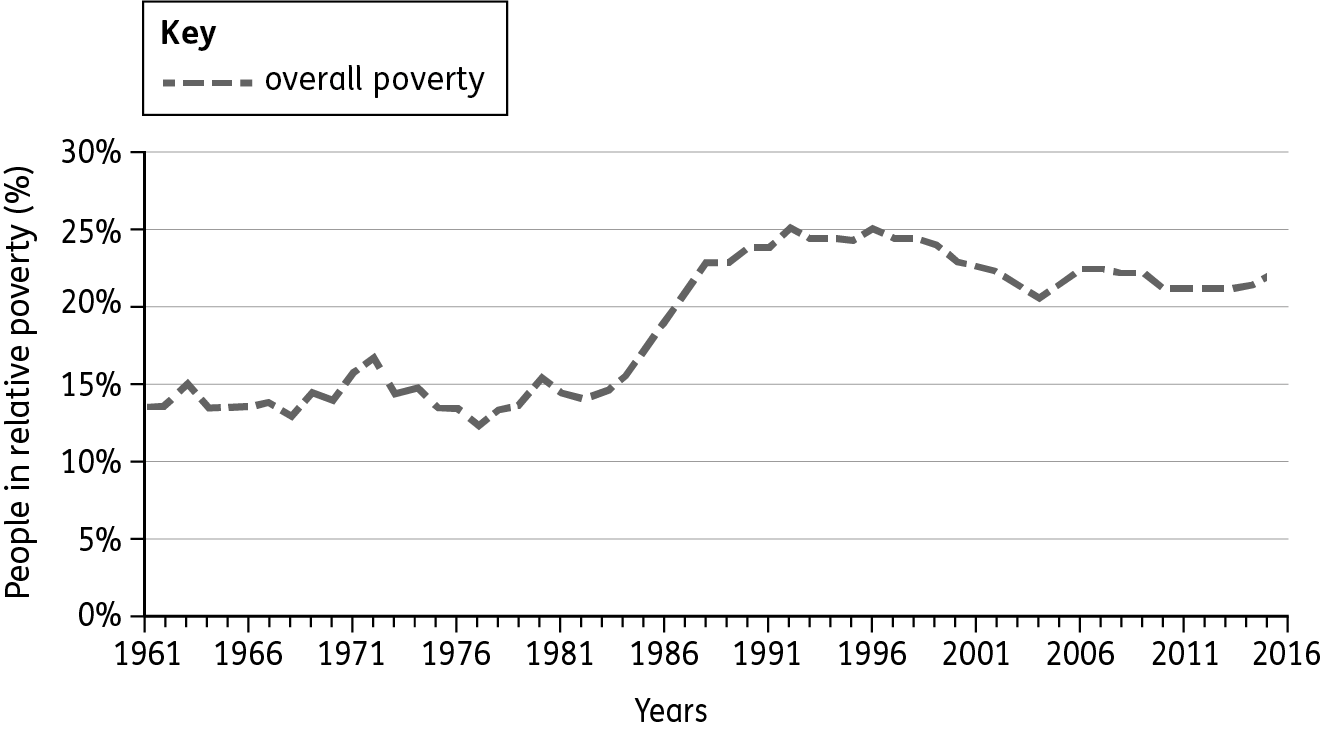 Key
overall poverty
People in relative poverty (%)
30%
25%
20%
15%
10%
5%
0%
1961 1966 1971 1976 1981 1986 1991 1996 2001 2006 2011 2016
Years